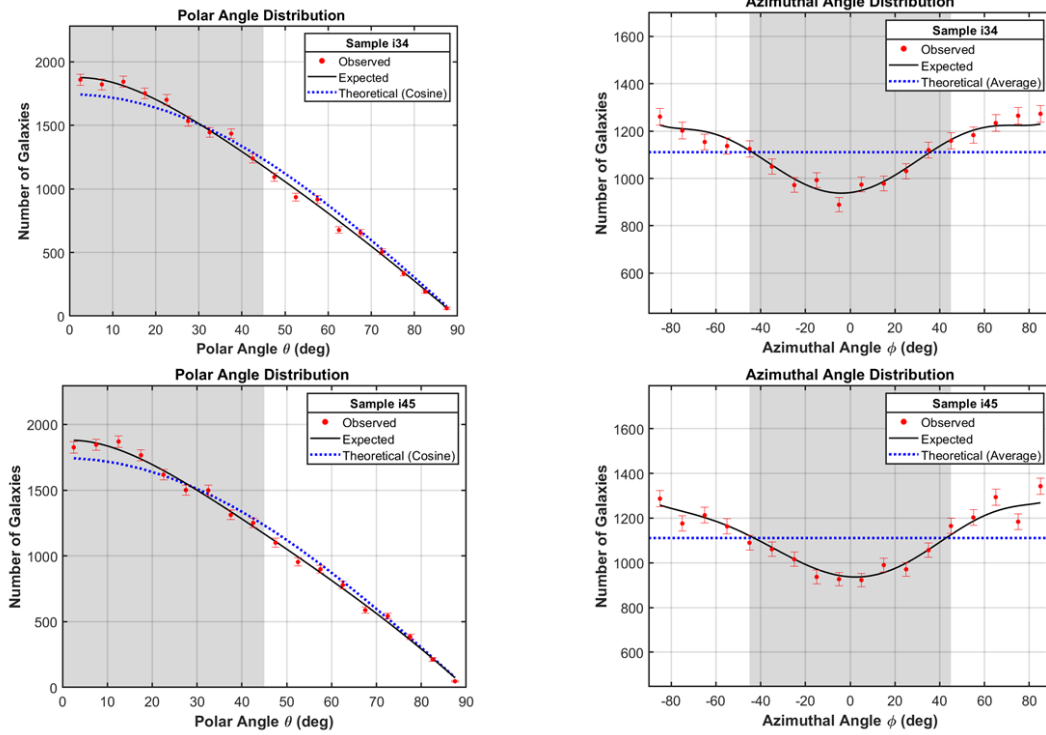 Polar Angle Distribution
Number of Galaxies
2000
1500
1000
500
0
Sample i34
Observed
Expected
Theoretical (Cosine)
0 10 20 30 40 50 60 70 80 90
Polar Angle θ (deg)
Azimuthal Angle Distribution
Number of Galaxies
1600
1400
1200
1000
800
600
Sample i34
Observed
Expected
Theoretical (Average)
-80 -60 -40 -20 0 20 40 60 80
Azimuthal Angle ϕ (deg)
Polar Angle Distribution
Number of Galaxies
2000
1500
1000
500
0
Sample i45
Observed
Expected
Theoretical (Cosine)
0 10 20 30 40 50 60 70 80 90
Polar Angle θ (deg)
Azimuthal Angle Distribution
Number of Galaxies
1600
1400
1200
1000
800
600
Sample i45
Observed
Expected
Theoretical (Average)
-80 -60 -40 -20 0 20 40 60 80
Azimuthal Angle ϕ (deg)